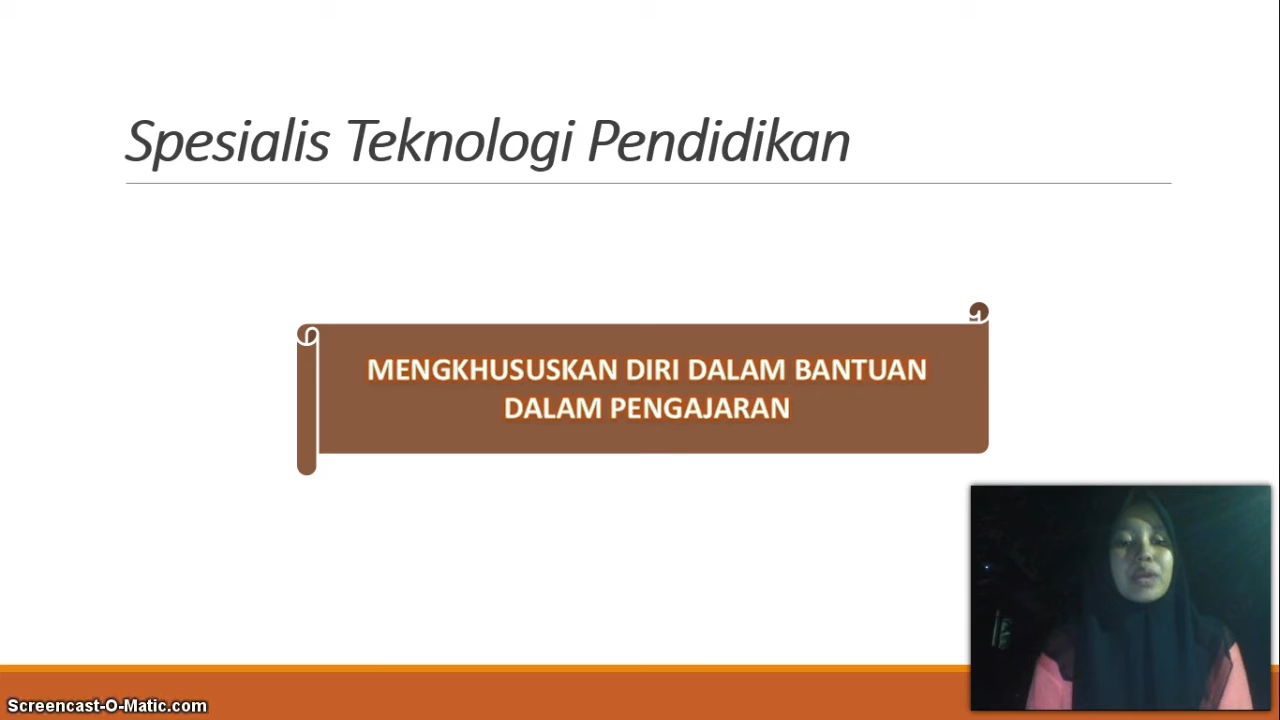 Spesialis Teknologi Pendidikan
MENGKHUSUSKAN DIRI DALAM BANTUAN
DALAM PENGAJARAN
Screencast-O-Matic.com